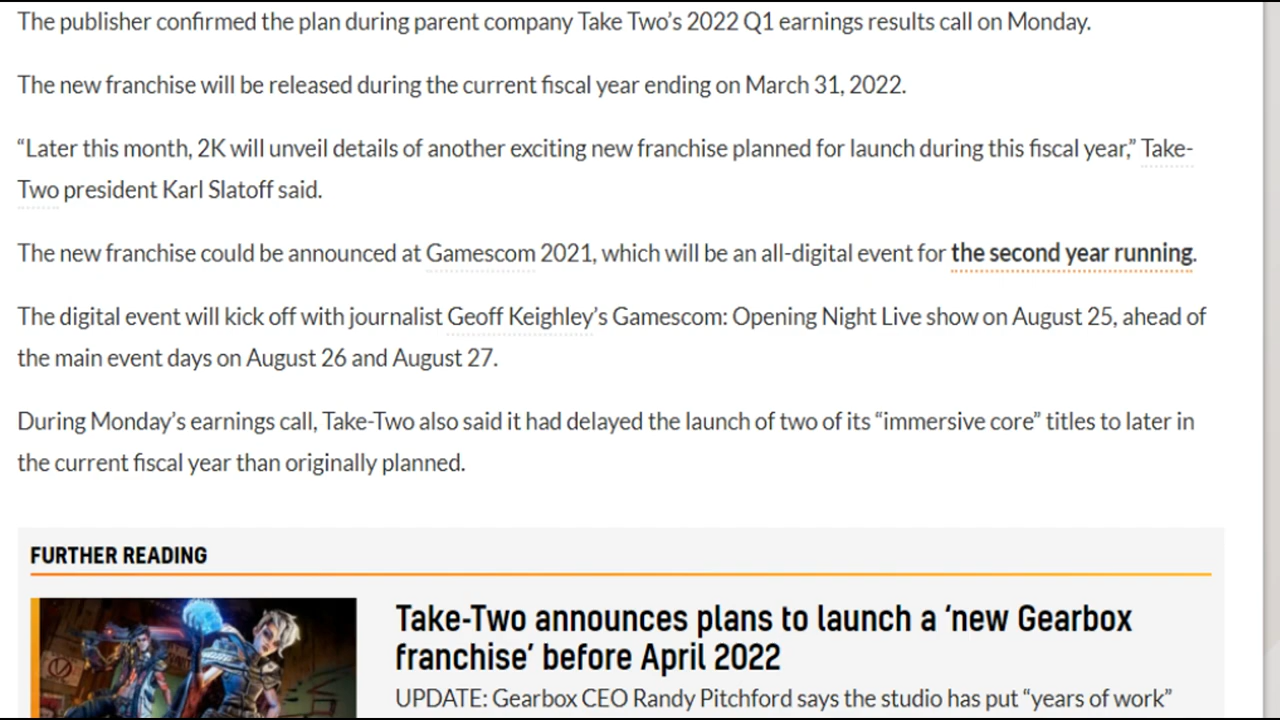 The publisher confirmed the plan during parent company Take Two’s 2022 Q1 earnings results call on Monday.
The new franchise will be released during the current fiscal year ending on March 31, 2022.
“Later this month, 2K will unveil details of another exciting new franchise planned for launch during this fiscal year,” Take-
Two president Karl Slatoff said.
The new franchise could be announced at Gamescom 2021, which will be an all-digital event for the second year running.
The digital event will kick off with journalist Geoff Keighley’s Gamescom: Opening Night Live show on August 25, ahead of
the main event days on August 26 and August 27.
During Monday’s earnings call, Take-Two also said it had delayed the launch of two of its “immersive core” titles to later in
the current fiscal year than originally planned.
FURTHER READING
Take-Two announces plans to launch a ‘new Gearbox
franchise’ before April 2022
UPDATE: Gearbox CEO Randy Pitchford says the studio has put “years of work”